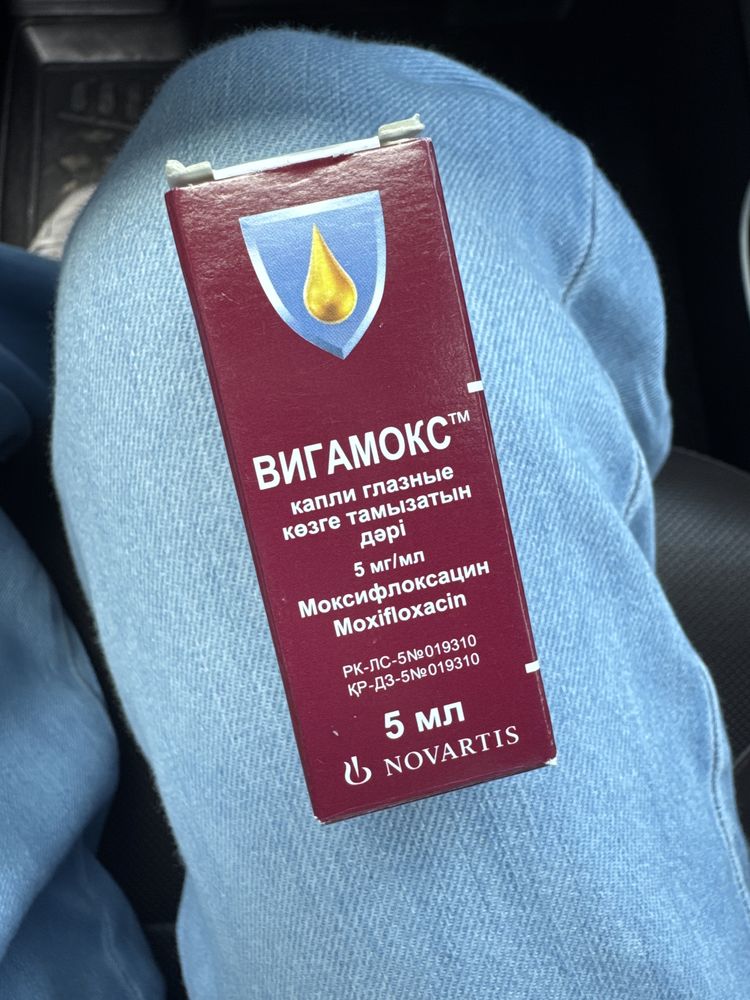 ВИГАМОКС™
капли глазные
көзге тамызатын
дәрі
5 мг/мл
Моксифлоксацин
Moxifloxacin
РК-ЛС-5№019310
ҚР-ДЗ-5№019310
5 мл
NOVARTIS